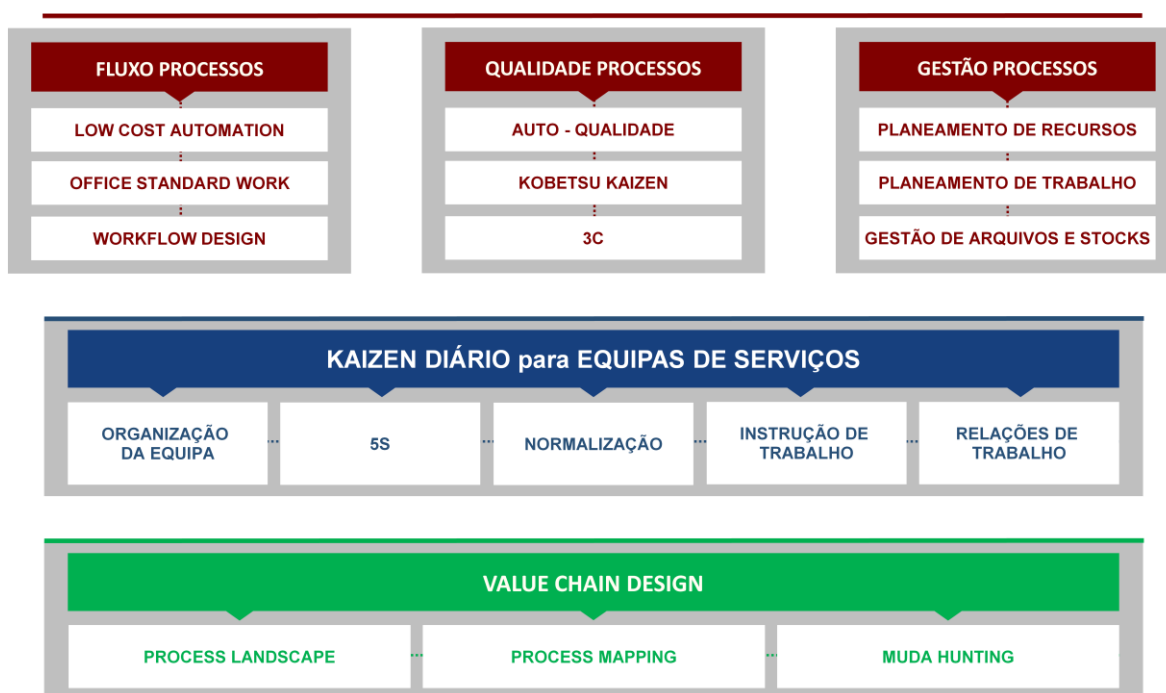 FLUXO PROCESSOS
LOW COST AUTOMATION
OFFICE STANDARD WORK
WORKFLOW DESIGN
QUALIDADE PROCESSOS
AUTO - QUALIDADE
KOBETSU KAIZEN
3C
GESTÃO PROCESSOS
PLANEAMENTO DE RECURSOS
PLANEAMENTO DE TRABALHO
GESTÃO DE ARQUIVOS E STOCKS
KAIZEN DIÁRIO para EQUIPAS DE SERVIÇOS
ORGANIZAÇÃO
DA EQUIPA
5S
NORMALIZAÇÃO
INSTRUÇÃO DE
TRABALHO
RELAÇÕES DE
TRABALHO
VALUE CHAIN DESIGN
PROCESS LANDSCAPE
PROCESS MAPPING
MUDA HUNTING